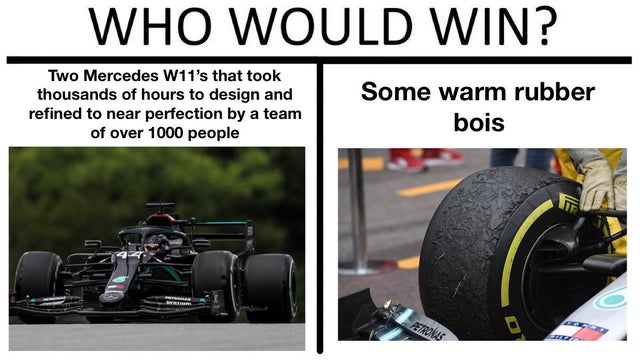 WHO WOULD WIN?
Two Mercedes W11's that took
thousands of hours to design and
refined to near perfection by a team
of over 1000 people
Some warm rubber
bois
44
PETRONAS